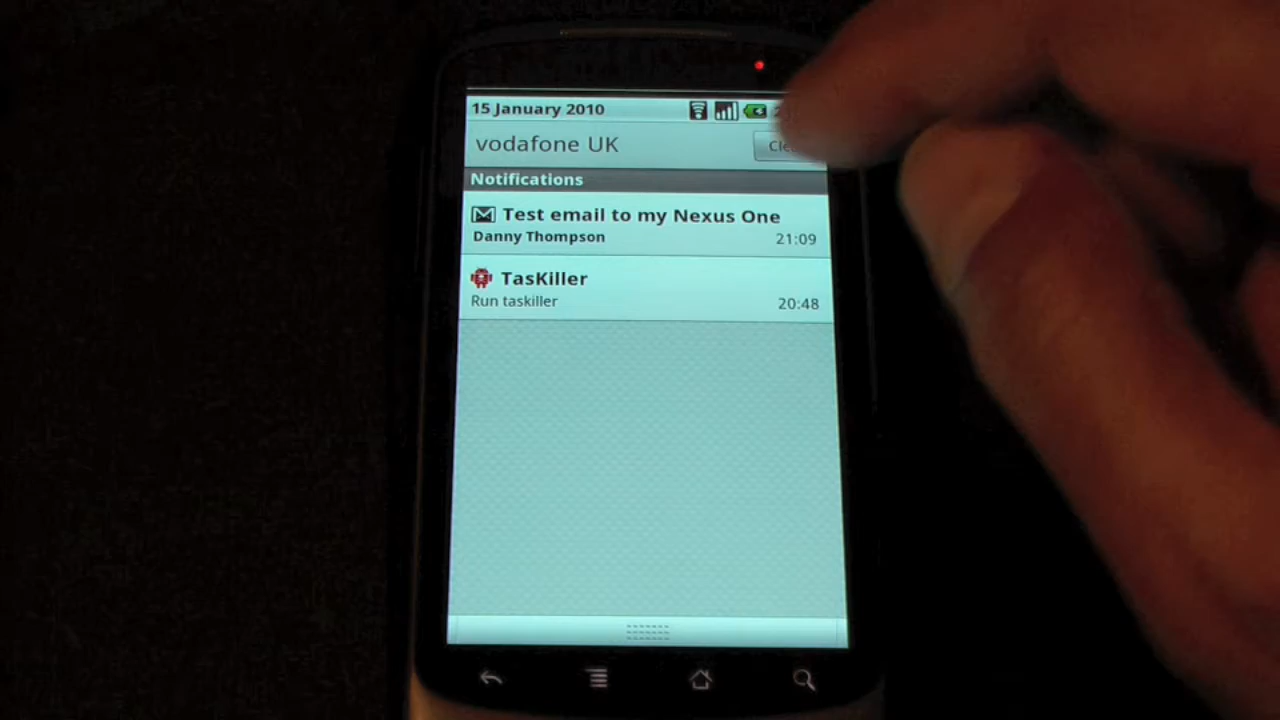 15 January 2010
vodafone UK
Notifications
Test email to my Nexus One
Danny Thompson
21:09
TasKiller
Run taskiller
20:48